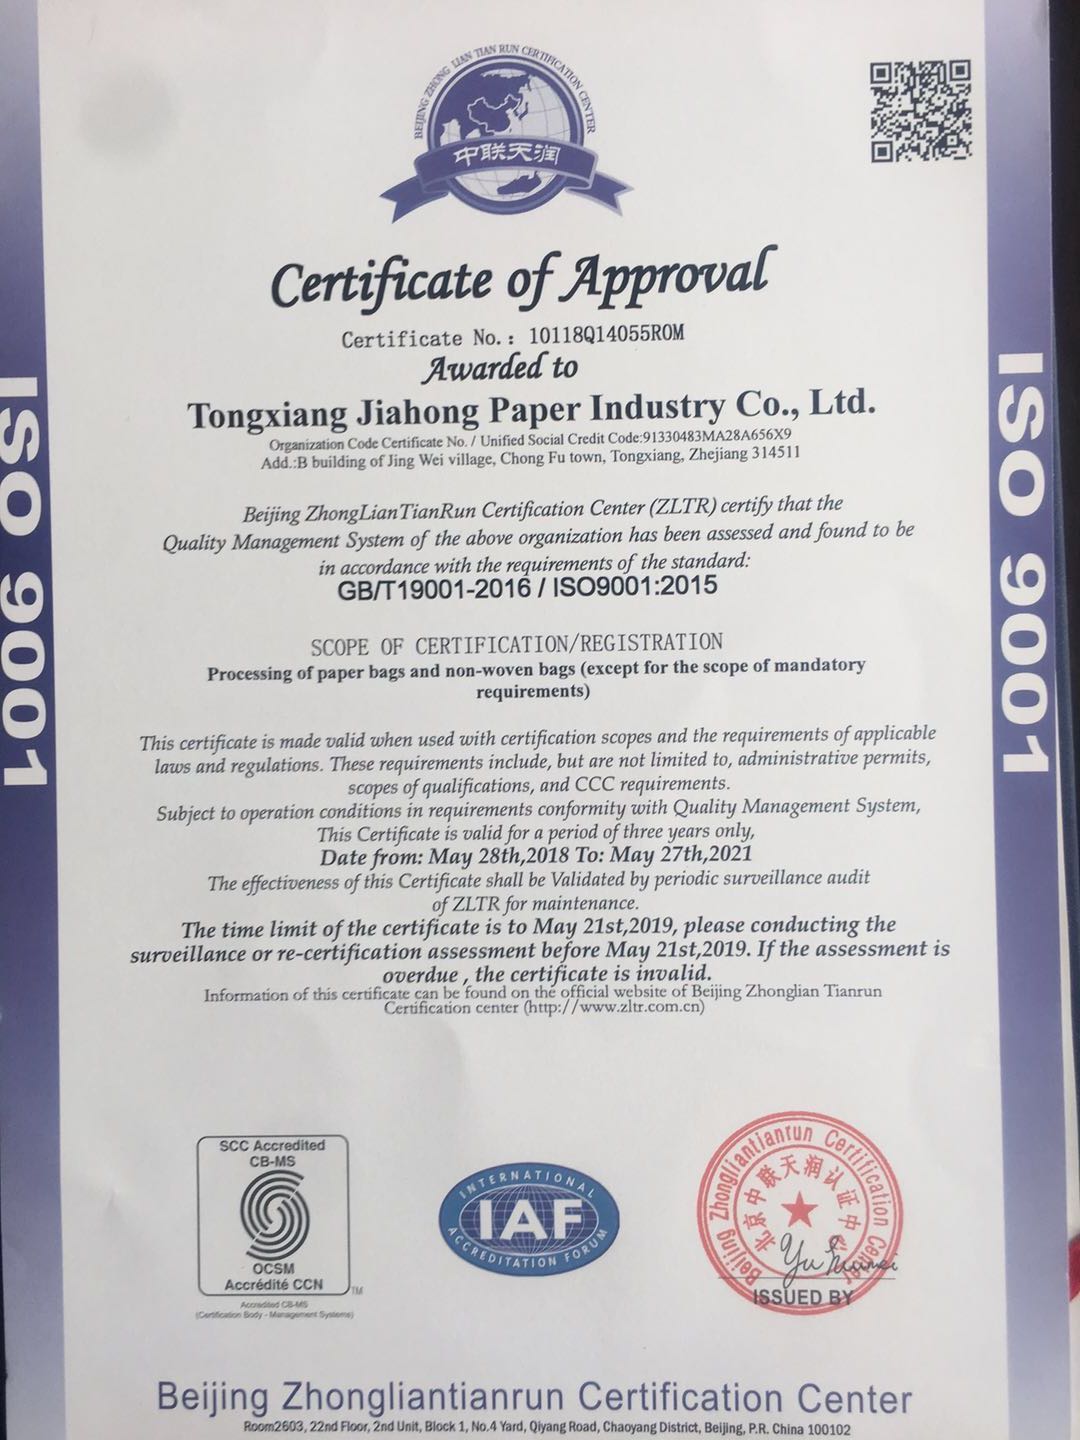 BEIJING ZHONG LIAN TIAN RUN CERTIFICATION CENTER
中联天润
Certificate of Approval
Certificate No.: 10118Q14055R0M
Awarded to
Tongxiang Jiahong Paper Industry Co., Ltd.
Organization Code Certificate No. / Unified Social Credit Code:91330483MA28A656X9
Add.:B building of Jing Wei village, Chong Fu town, Tongxiang, Zhejiang 314511
Beijing ZhongLianTianRun Certification Center (ZLTR) certify that the
Quality Management System of the above organization has been assessed and found to be
in accordance with the requirements of the standard:
GB/T19001-2016 / ISO9001:2015
SCOPE OF CERTIFICATION/REGISTRATION
Processing of paper bags and non-woven bags (except for the scope of mandatory
requirements)
This certificate is made valid when used with certification scopes and the requirements of applicable
laws and regulations. These requirements include, but are not limited to, administrative permits,
scopes of qualifications, and CCC requirements.
Subject to operation conditions in requirements conformity with Quality Management System,
This Certificate is valid for a period of three years only,
Date from: May 28th,2018 To: May 27th,2021
The effectiveness of this Certificate shall be Validated by periodic surveillance audit
of ZLTR for maintenance.
The time limit of the certificate is to May 21st,2019, please conducting the
surveillance or re-certification assessment before May 21st,2019. If the assessment is
overdue , the certificate is invalid.
Information of this certificate can be found on the official website of Beijing Zhonglian Tianrun
Certification center (http://www.zltr.com.cn)
ISO 9001
ISO 9001
SCC Accredited
CB-MS
OCSM
Accrédité CCN
TM
Accredited CB-MS
(Certification Body - Management Systems)
INTERNATIONAL
IAF
ACCREDITATION FORUM
Beijing Zhongliantianrun Certification Center
北京中联天润认证中心
ISSUED BY
Beijing Zhongliantianrun Certification Center
Room2603, 22nd Floor, 2nd Unit, Block 1, No.4 Yard, Qiyang Road, Chaoyang District, Beijing, P.R. China 100102